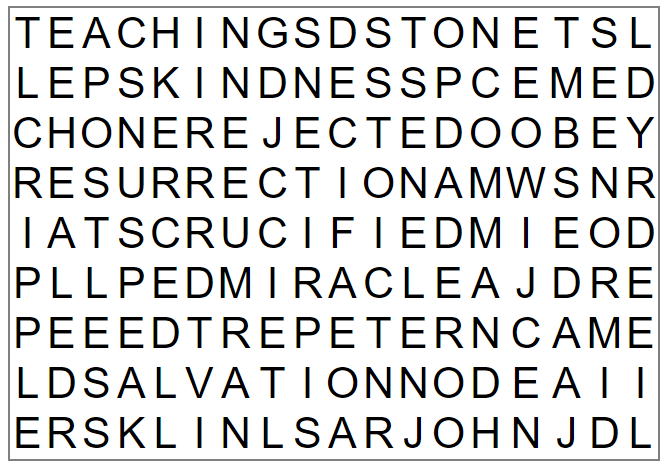 TEACHINGSDSTONETSL
LEPSKINDNESSPCEMED
CHONEREJECTEDOOBEY
RESURRECTIONAMWSNR
IATSCRUCIFIEDMIEOD
PLLPEDMIRACLEAJDRE
PEEEDTREPETERNCAME
LDSALVATIONNODEAII
ERSKLINLSARJOHNJDL